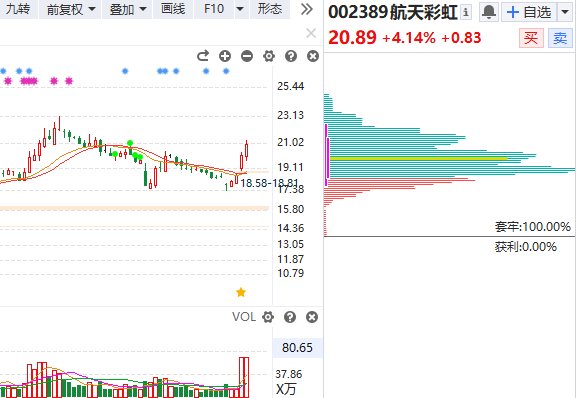 九转 前复权 叠加 画线 F10 形态
002389航天彩虹 i 自选
20.89 +4.14% +0.83 买 卖
25.44
23.13
21.02
19.11
18.58-18.81
17.38
15.80
14.36
13.05
11.87
10.79
套牢:100.00%
获利:0.00%
VOL
80.65
37.86
X万